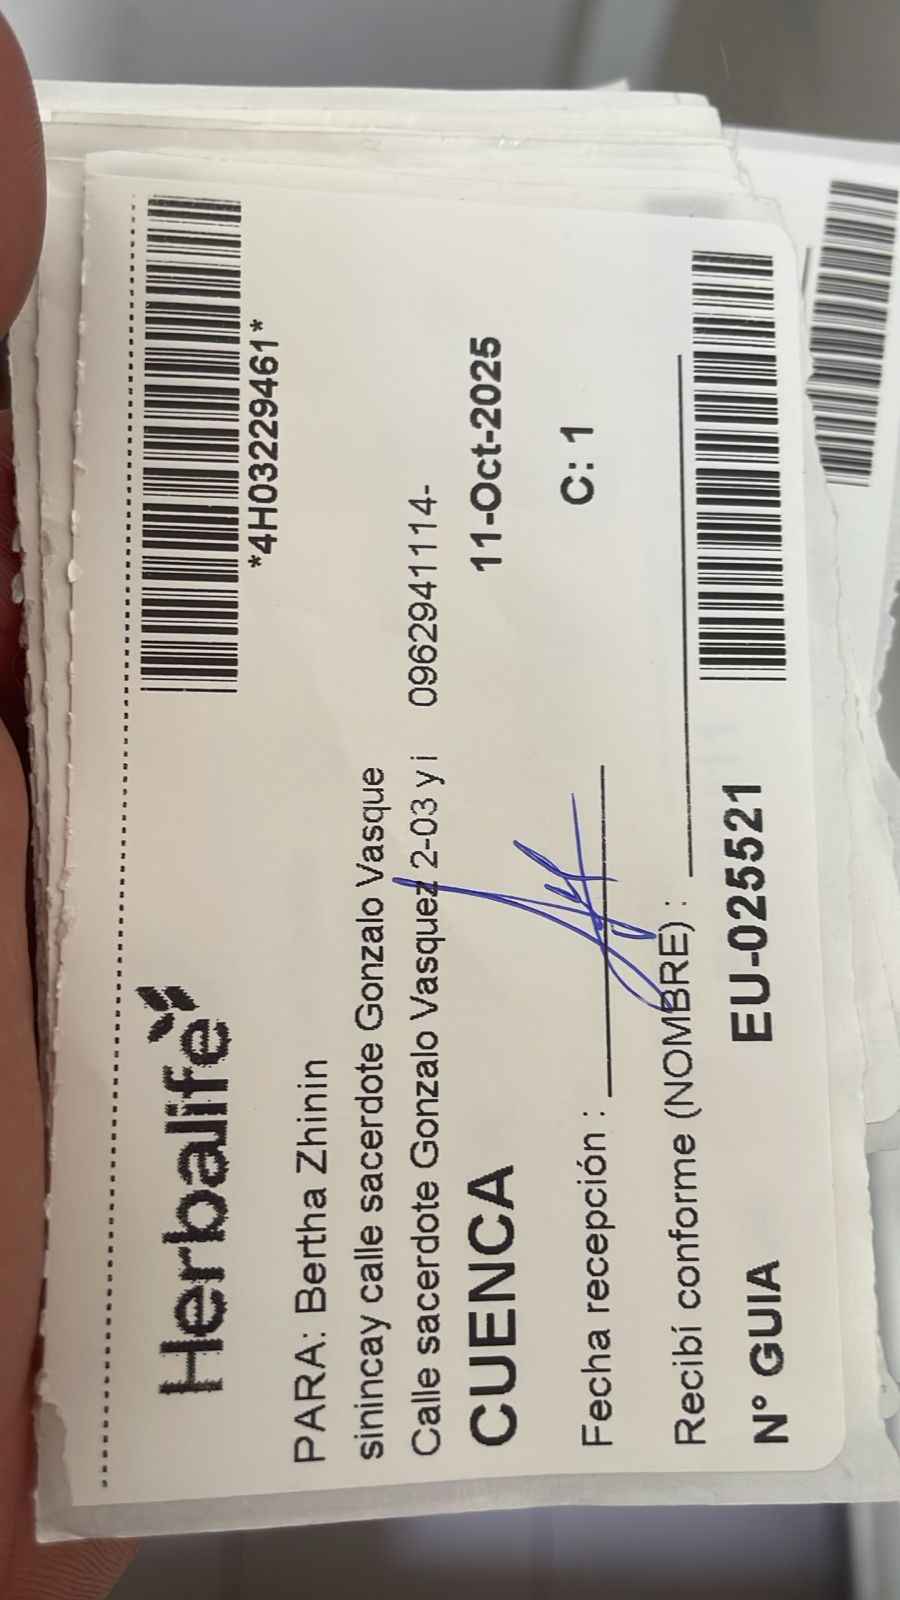 Herbalife
*4H03229461*
PARA: Bertha Zhinin
sinincay calle sacerdote Gonzalo Vasque
Calle sacerdote Gonzalo Vasquez 2-03 y i 0962941114-
CUENCA 11-Oct-2025
Fecha recepción : C: 1
Recibí conforme (NOMBRE) :
N° GUIA EU-025521